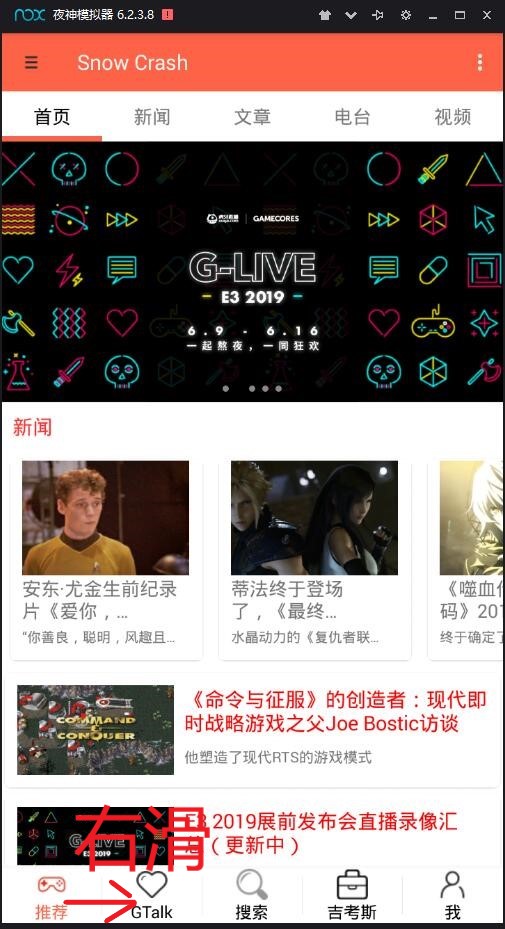 nox 夜神模拟器 6.2.3.8
Snow Crash
首页 新闻 文章 电台 视频
虎牙直播 GAMECORES
G-LIVE
E3 2019
6.9 - 6.16
一起熬夜，一同狂欢
新闻
安东·尤金生前纪录
片《爱你，...
“你善良，聪明，风趣且...
蒂法终于登场
了，《最终...
水晶动力的《复仇者联...
《噬血代
码》201
终于确定了
COMMAND
&
CONQUER
《命令与征服》的创造者：现代即
时战略游戏之父Joe Bostic访谈
他塑造了现代RTS的游戏模式
G-LIVE
E3 2019展前发布会直播录像汇
总（更新中）
右滑
推荐 GTalk 搜索 吉考斯 我